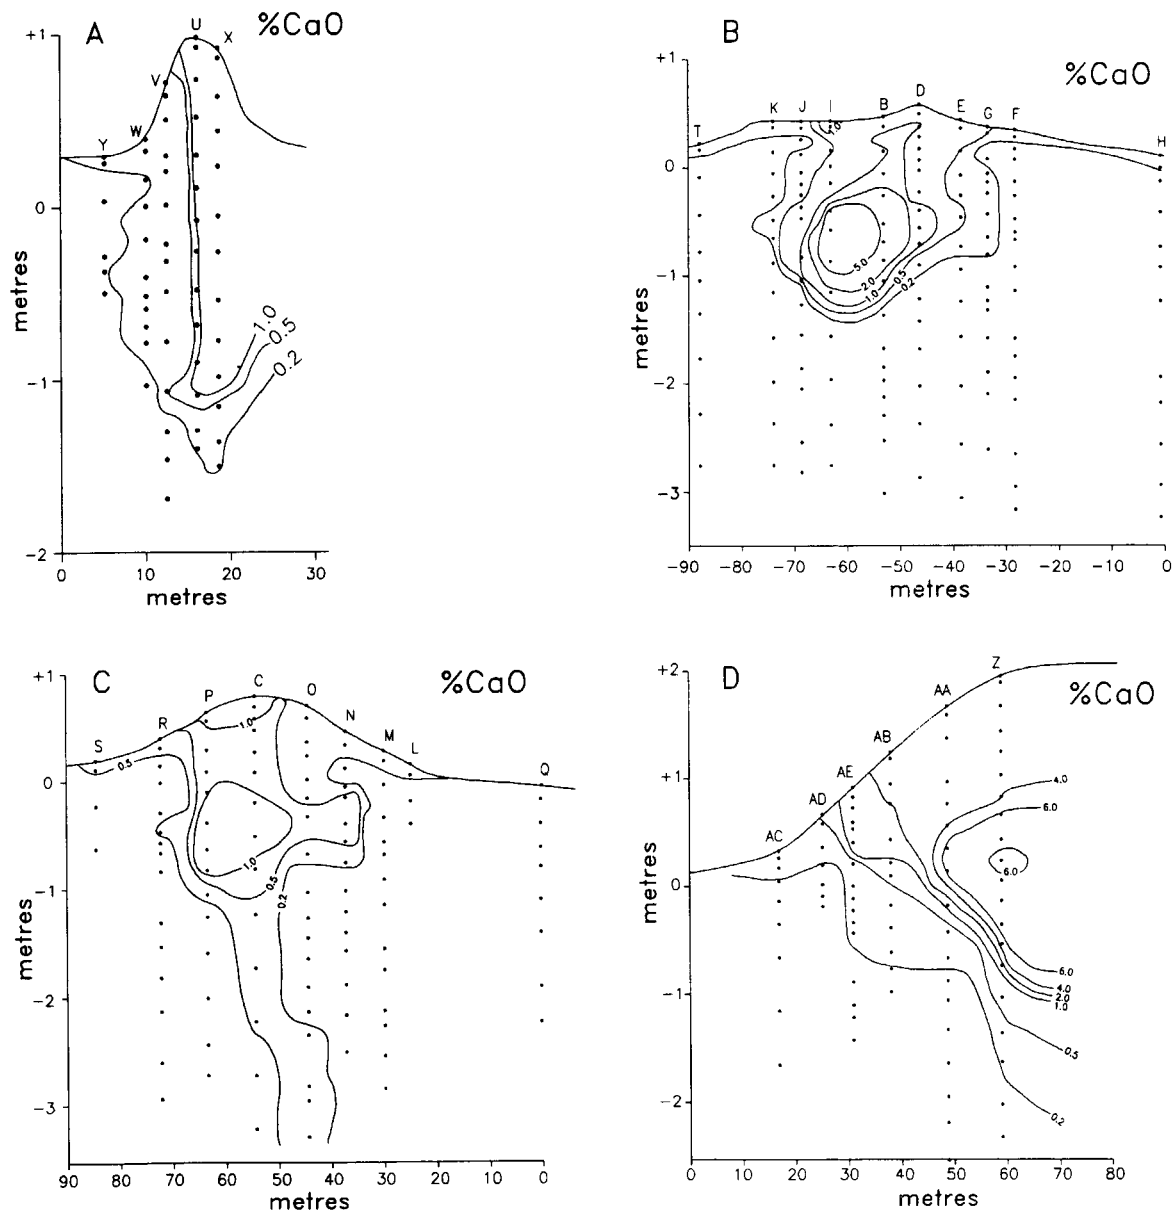 A
%CaO
+1
0
−1
−2
metres
Y
W
V
U
X
1.0
0.5
0.2
0
10
20
30
metres
B
%CaO
+1
0
−1
−2
−3
metres
T
K
J
I
B
D
E
G
F
H
1.0
5.0
2.0
1.0
0.5
0.2
−90 −80 −70 −60 −50 −40 −30 −20 −10 0
metres
C
%CaO
+1
0
−1
−2
−3
metres
S
R
P
C
O
N
M
L
Q
0.5
1.0
1.0
0.5
0.2
90 80 70 60 50 40 30 20 10 0
metres
D
%CaO
+2
+1
0
−1
−2
metres
AC
AD
AE
AB
AA
Z
4.0
6.0
6.0
6.0
4.0
2.0
1.0
0.5
0.2
0 10 20 30 40 50 60 70 80
metres